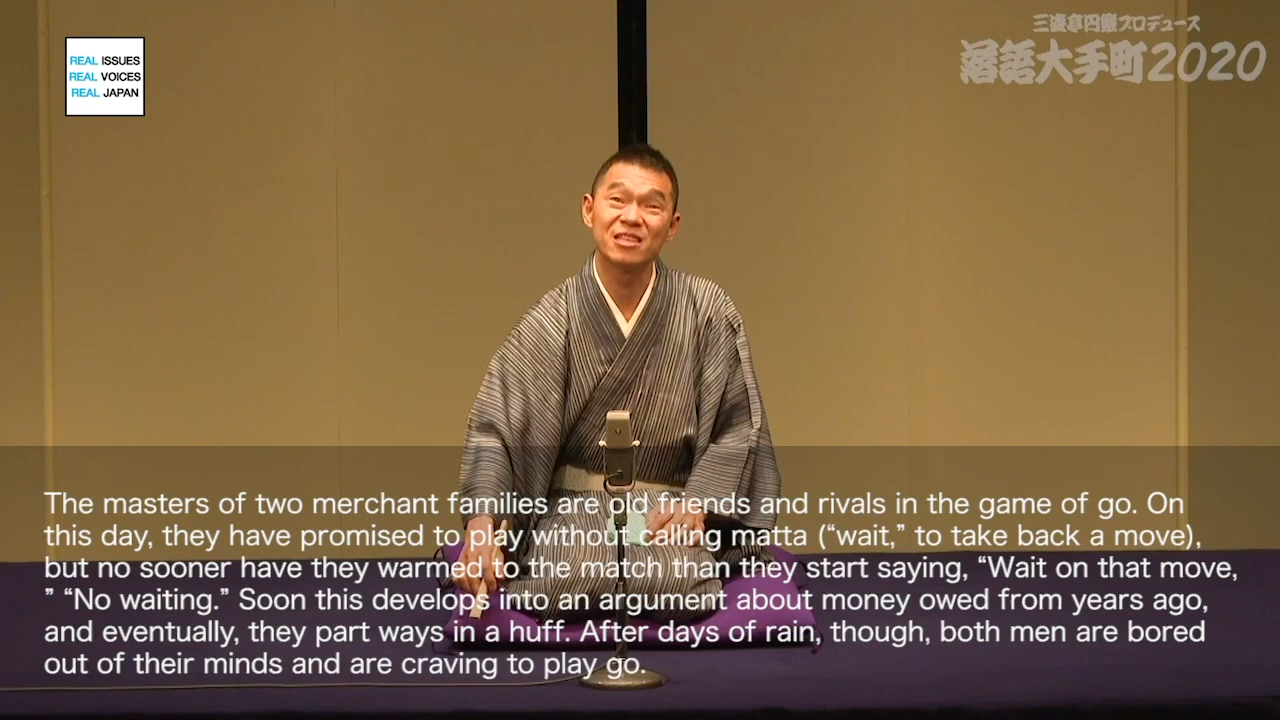 REAL ISSUES
REAL VOICES
REAL JAPAN
三遊亭円楽プロデュース
落語大手町2020
The masters of two merchant families are old friends and rivals in the game of go. On
this day, they have promised to play without calling matta (“wait,” to take back a move),
but no sooner have they warmed to the match than they start saying, “Wait on that move,
” “No waiting.” Soon this develops into an argument about money owed from years ago,
and eventually, they part ways in a huff. After days of rain, though, both men are bored
out of their minds and are craving to play go.